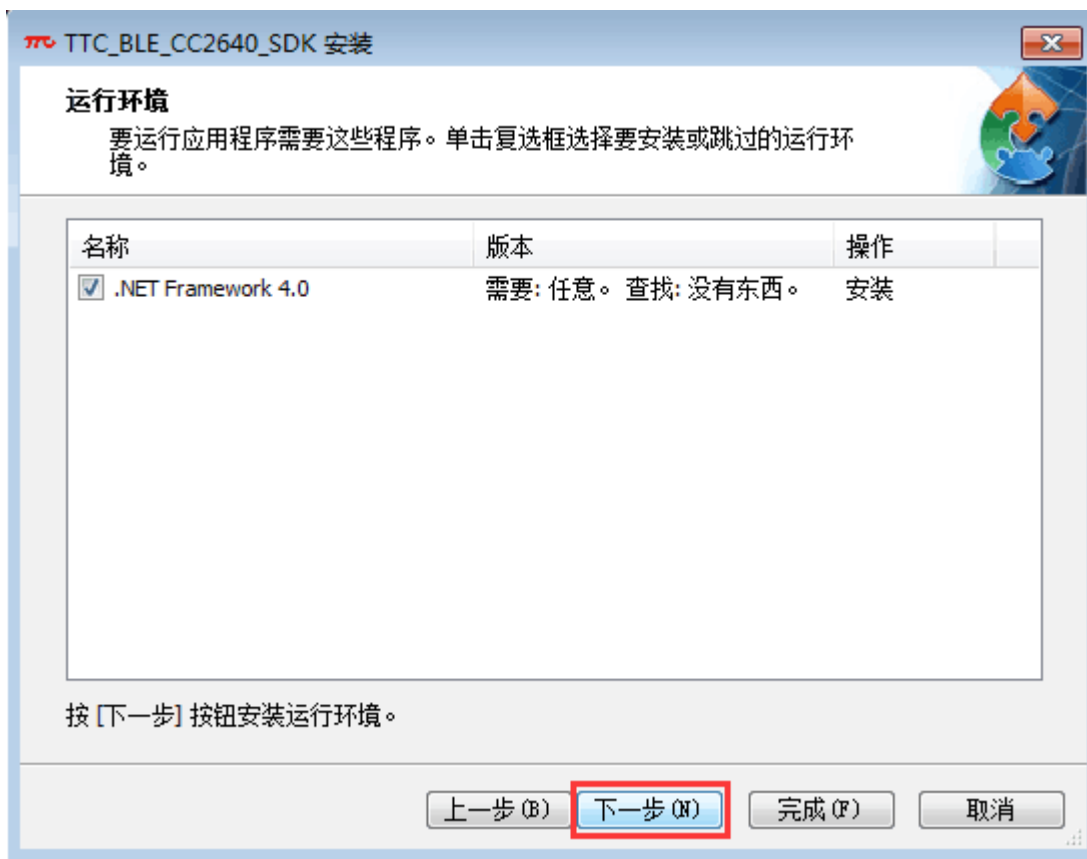 TTC TTC_BLE_CC2640_SDK 安装
运行环境
要运行应用程序需要这些程序。单击复选框选择要安装或跳过的运行环
境。
名称 版本 操作
.NET Framework 4.0 需要: 任意。 查找: 没有东西。 安装
按 [下一步] 按钮安装运行环境。
上一步(B) 下一步(N) 完成(F) 取消